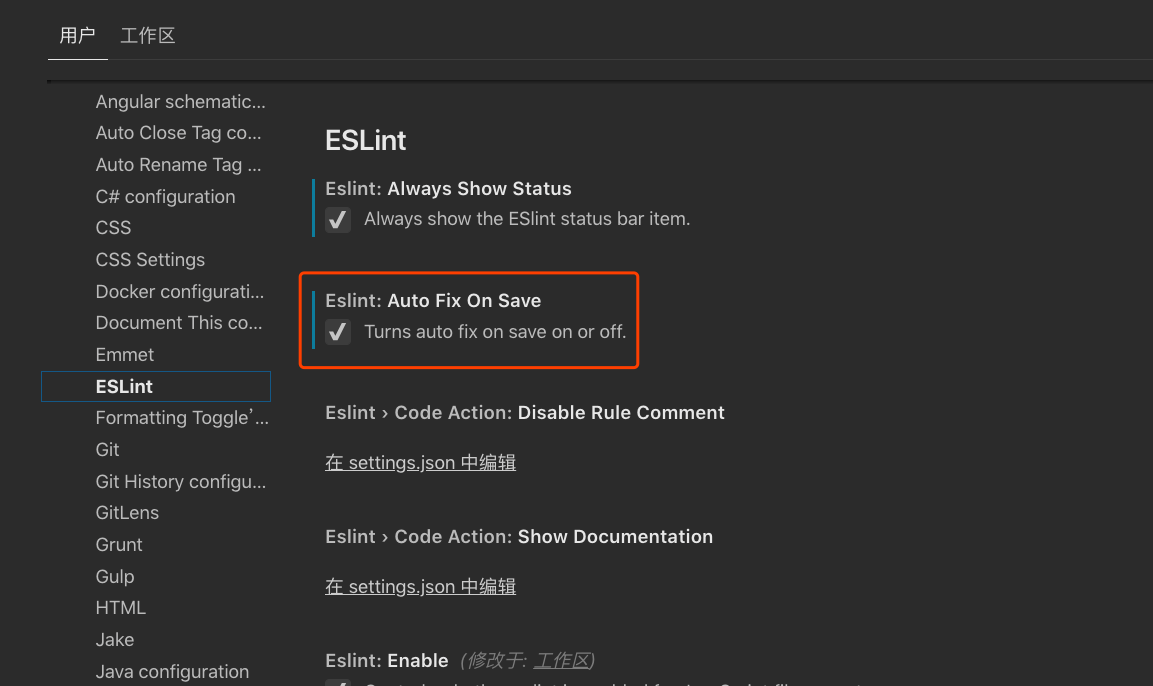 用户 工作区
Angular schematic...
Auto Close Tag co...
Auto Rename Tag ...
C# configuration
CSS
CSS Settings
Docker configurati...
Document This co...
Emmet
ESLint
Formatting Toggle’...
Git
Git History configu...
GitLens
Grunt
Gulp
HTML
Jake
Java configuration
ESLint
Eslint: Always Show Status
Always show the ESlint status bar item.
Eslint: Auto Fix On Save
Turns auto fix on save on or off.
Eslint › Code Action: Disable Rule Comment
在 settings.json 中编辑
Eslint › Code Action: Show Documentation
在 settings.json 中编辑
Eslint: Enable (修改于: 工作区)